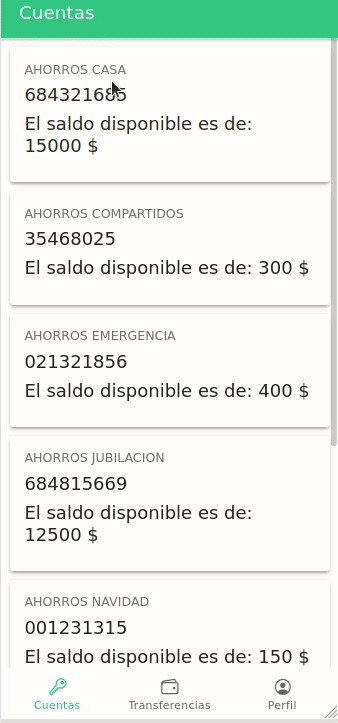 Cuentas
AHORROS CASA
684321685
El saldo disponible es de:
15000 $
AHORROS COMPARTIDOS
35468025
El saldo disponible es de: 300 $
AHORROS EMERGENCIA
021321856
El saldo disponible es de: 400 $
AHORROS JUBILACION
684815669
El saldo disponible es de:
12500 $
AHORROS NAVIDAD
001231315
El saldo disponible es de: 150 $
Cuentas Transferencias Perfil